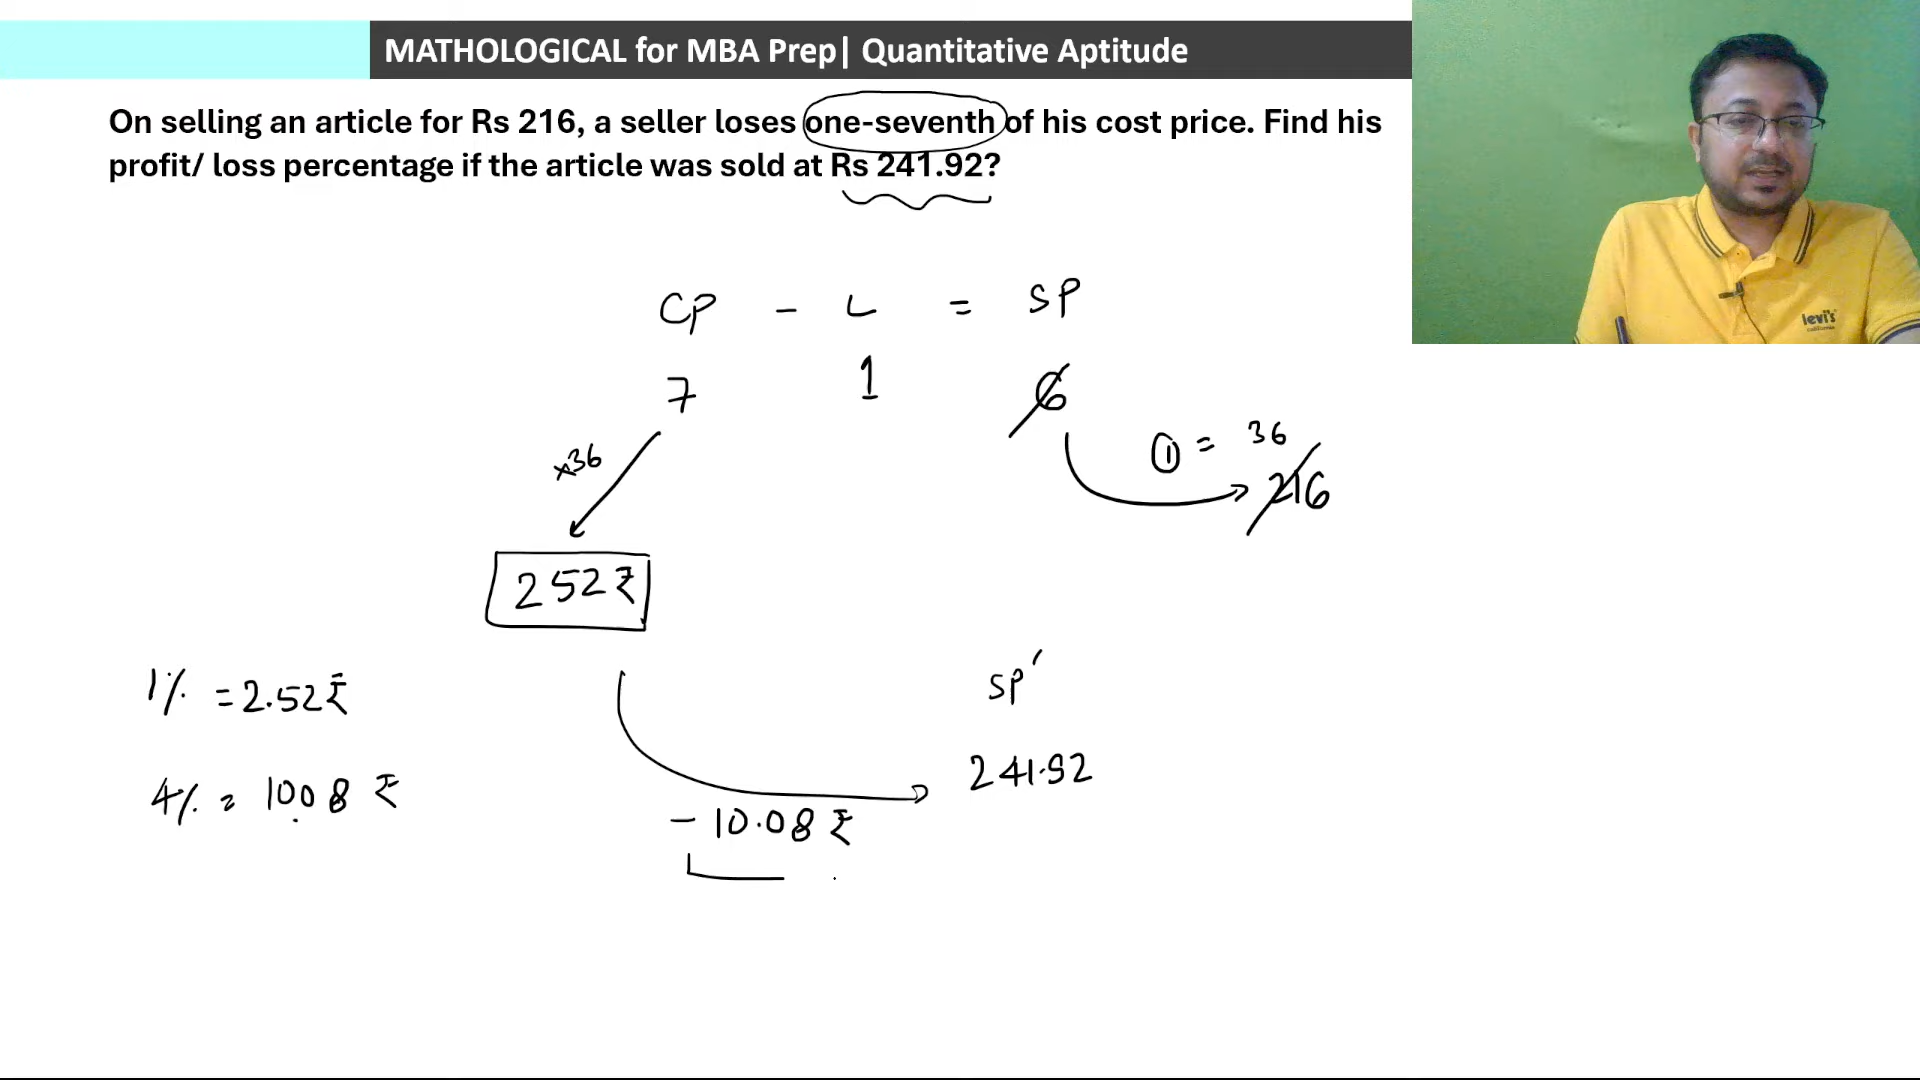 MATHOLOGICAL for MBA Prep| Quantitative Aptitude
On selling an article for Rs 216, a seller loses one-seventh of his cost price. Find his
profit/ loss percentage if the article was sold at Rs 241.92?
levi's
CP - L = SP
7 1 6
x36
① = 36
216
252₹
1% = 2.52₹
SP'
241.92
4% = 10.08 ₹
- 10.08 ₹